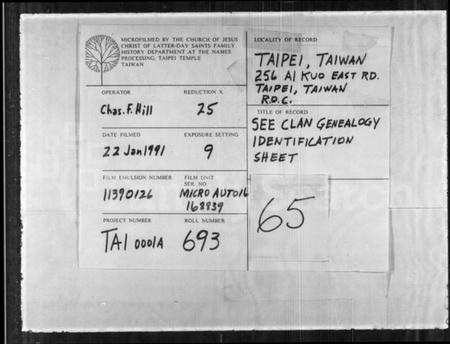 MICROFILMED BY THE CHURCH OF JESUS
CHRIST OF LATTER-DAY SAINTS FAMILY
HISTORY DEPARTMENT AT THE NAMES
PROCESSING, TAIPEI TEMPLE
TAIWAN
OPERATOR
Chas. F. Hill
REDUCTION X
25
DATE FILMED
22 Jan 1991
EXPOSURE SETTING
9
FILM EMULSION NUMBER
11390126
FILM UNIT
SER. NO.
MICRO AUTO16
168939
PROJECT NUMBER
TAI 0001A
ROLL NUMBER
693
LOCALITY OF RECORD
TAIPEI, TAIWAN
256 AI KUO EAST RD.
TAIPEI, TAIWAN
R.O.C.
TITLE OF RECORD
SEE CLAN GENEALOGY
IDENTIFICATION
SHEET
65